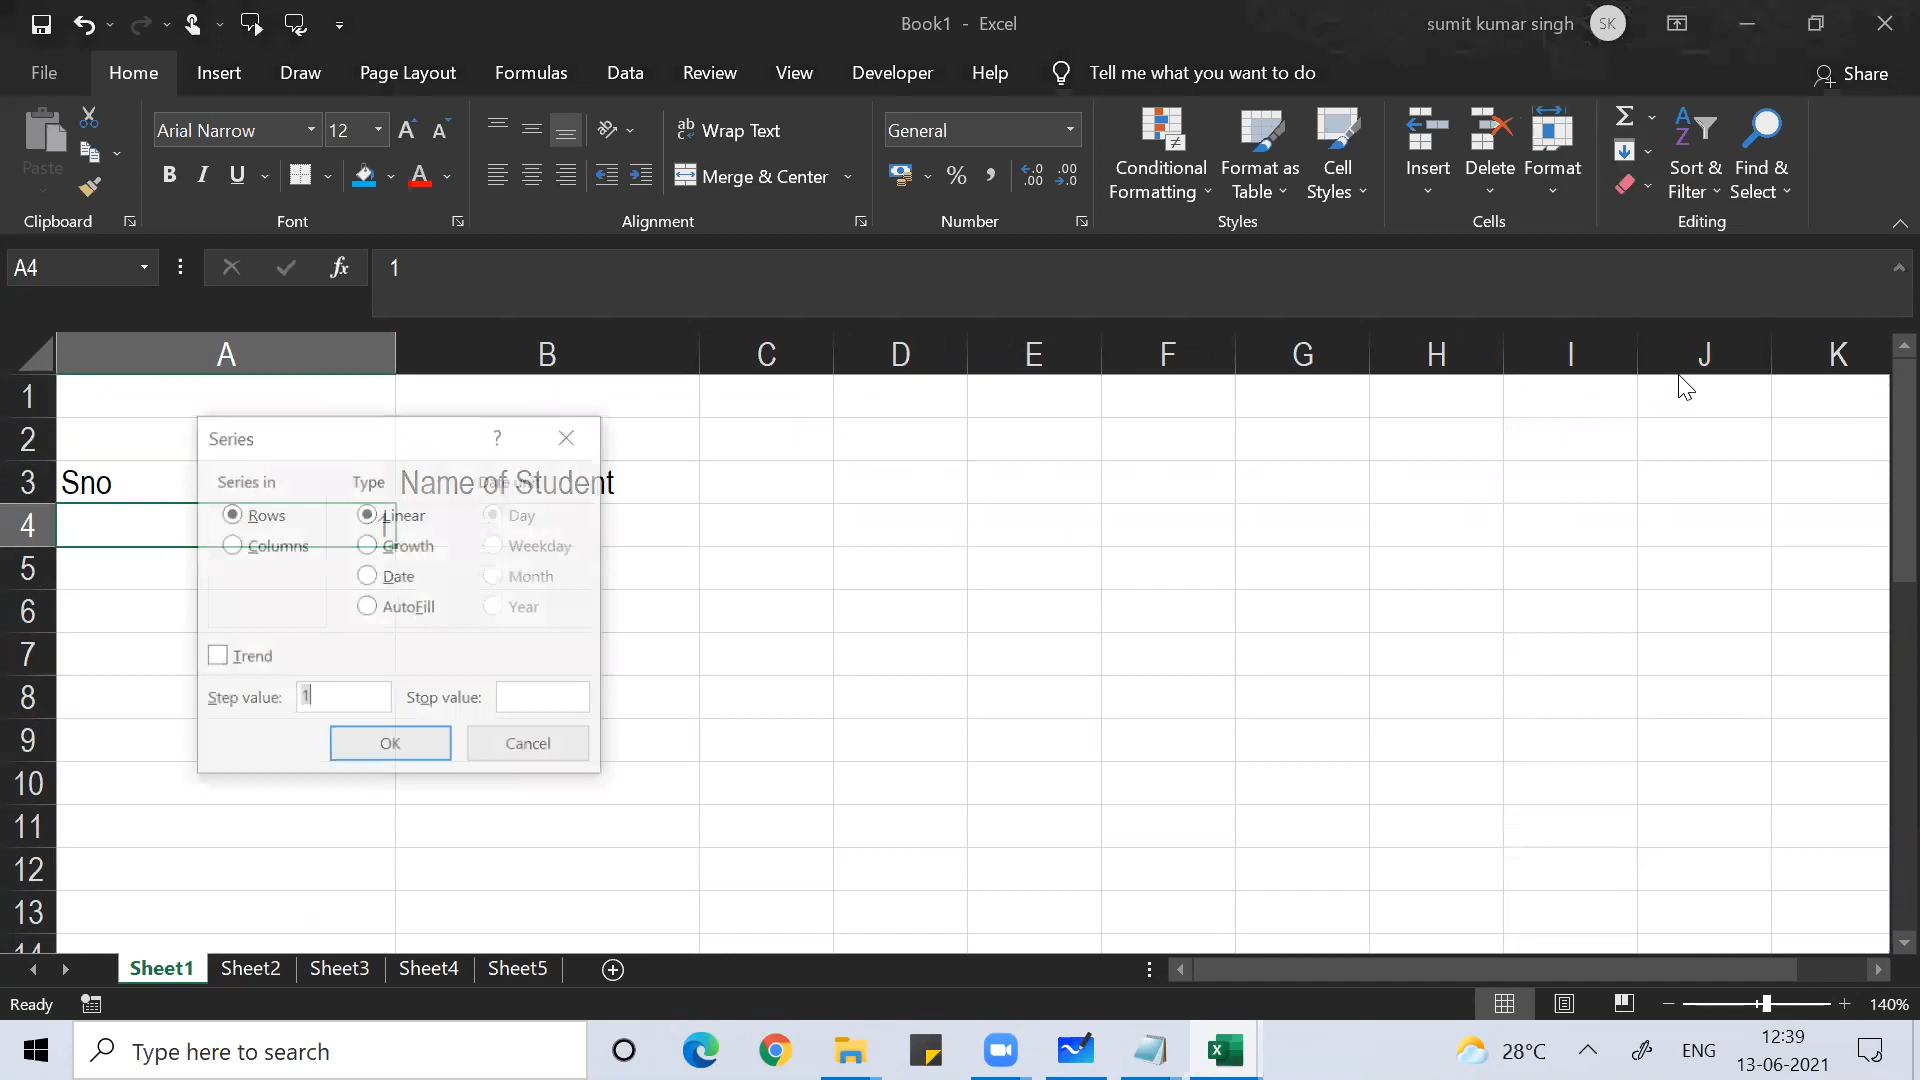 Book1 - Excel
sumit kumar singh
SK
File
Home
Insert
Draw
Page Layout
Formulas
Data
Review
View
Developer
Help
Tell me what you want to do
Share
Paste
Clipboard
Arial Narrow
12
B I U
Font
Wrap Text
Merge & Center
Alignment
General
Number
Conditional
Formatting
Format as
Table
Cell
Styles
Styles
Insert
Delete
Format
Cells
Sort &
Filter
Find &
Select
Editing
A4
fx
1
A B C D E F G H I J K
1
2
3 Sno Name of Student
4
5
6
7
8
9
10
11
12
13
14
Series
?
Series in
Rows
Columns
Type
Linear
Growth
Date
AutoFill
Day
Weekday
Month
Year
Trend
Step value: 1
Stop value:
OK
Cancel
Sheet1
Sheet2
Sheet3
Sheet4
Sheet5
Ready
140%
Type here to search
28°C
ENG
12:39
13-06-2021